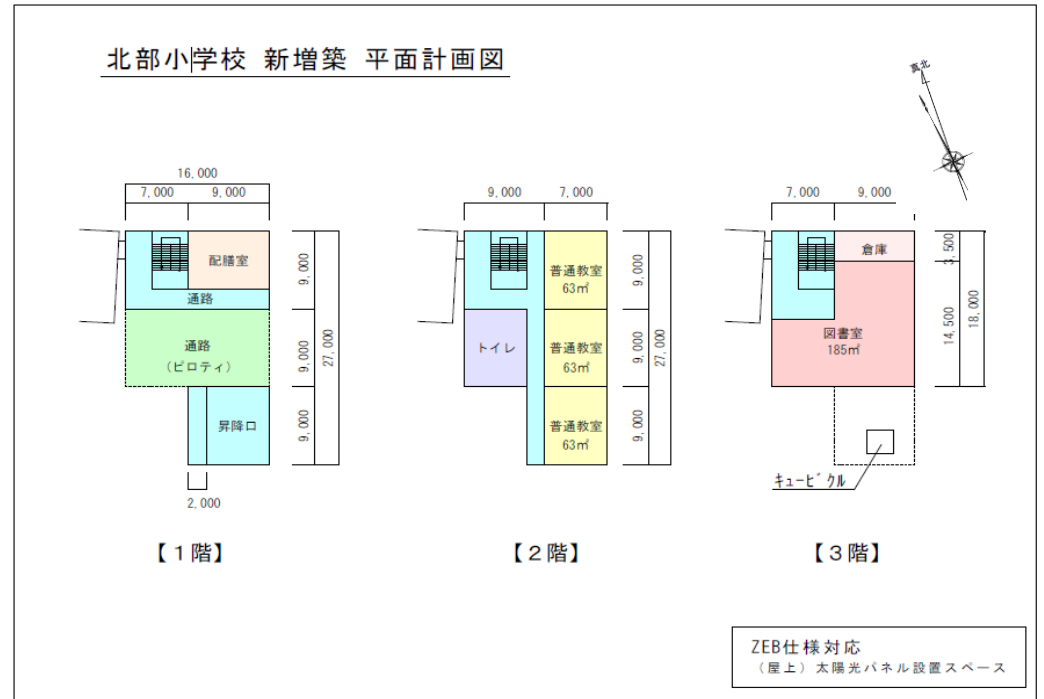 北部小学校 新増築 平面計画図
真北
16,000
7,000
9,000
配膳室
通路
通路
(ピロティ)
昇降口
9,000
9,000
9,000
27,000
2,000
【1階】
9,000
7,000
普通教室
63㎡
トイレ
普通教室
63㎡
普通教室
63㎡
9,000
9,000
9,000
27,000
【2階】
7,000
9,000
倉庫
図書室
185㎡
3,500
14,500
18,000
キュービクル
【3階】
ZEB仕様対応
(屋上) 太陽光パネル設置スペース